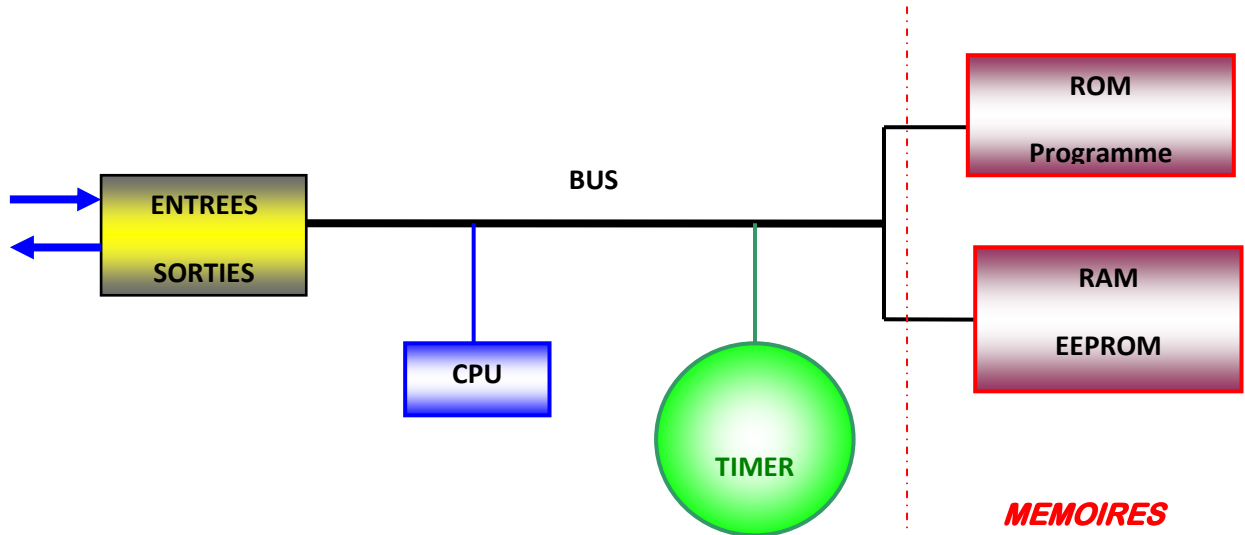 ROM
Programme
BUS
ENTREES
SORTIES
RAM
EEPROM
CPU
TIMER
MEMOIRES